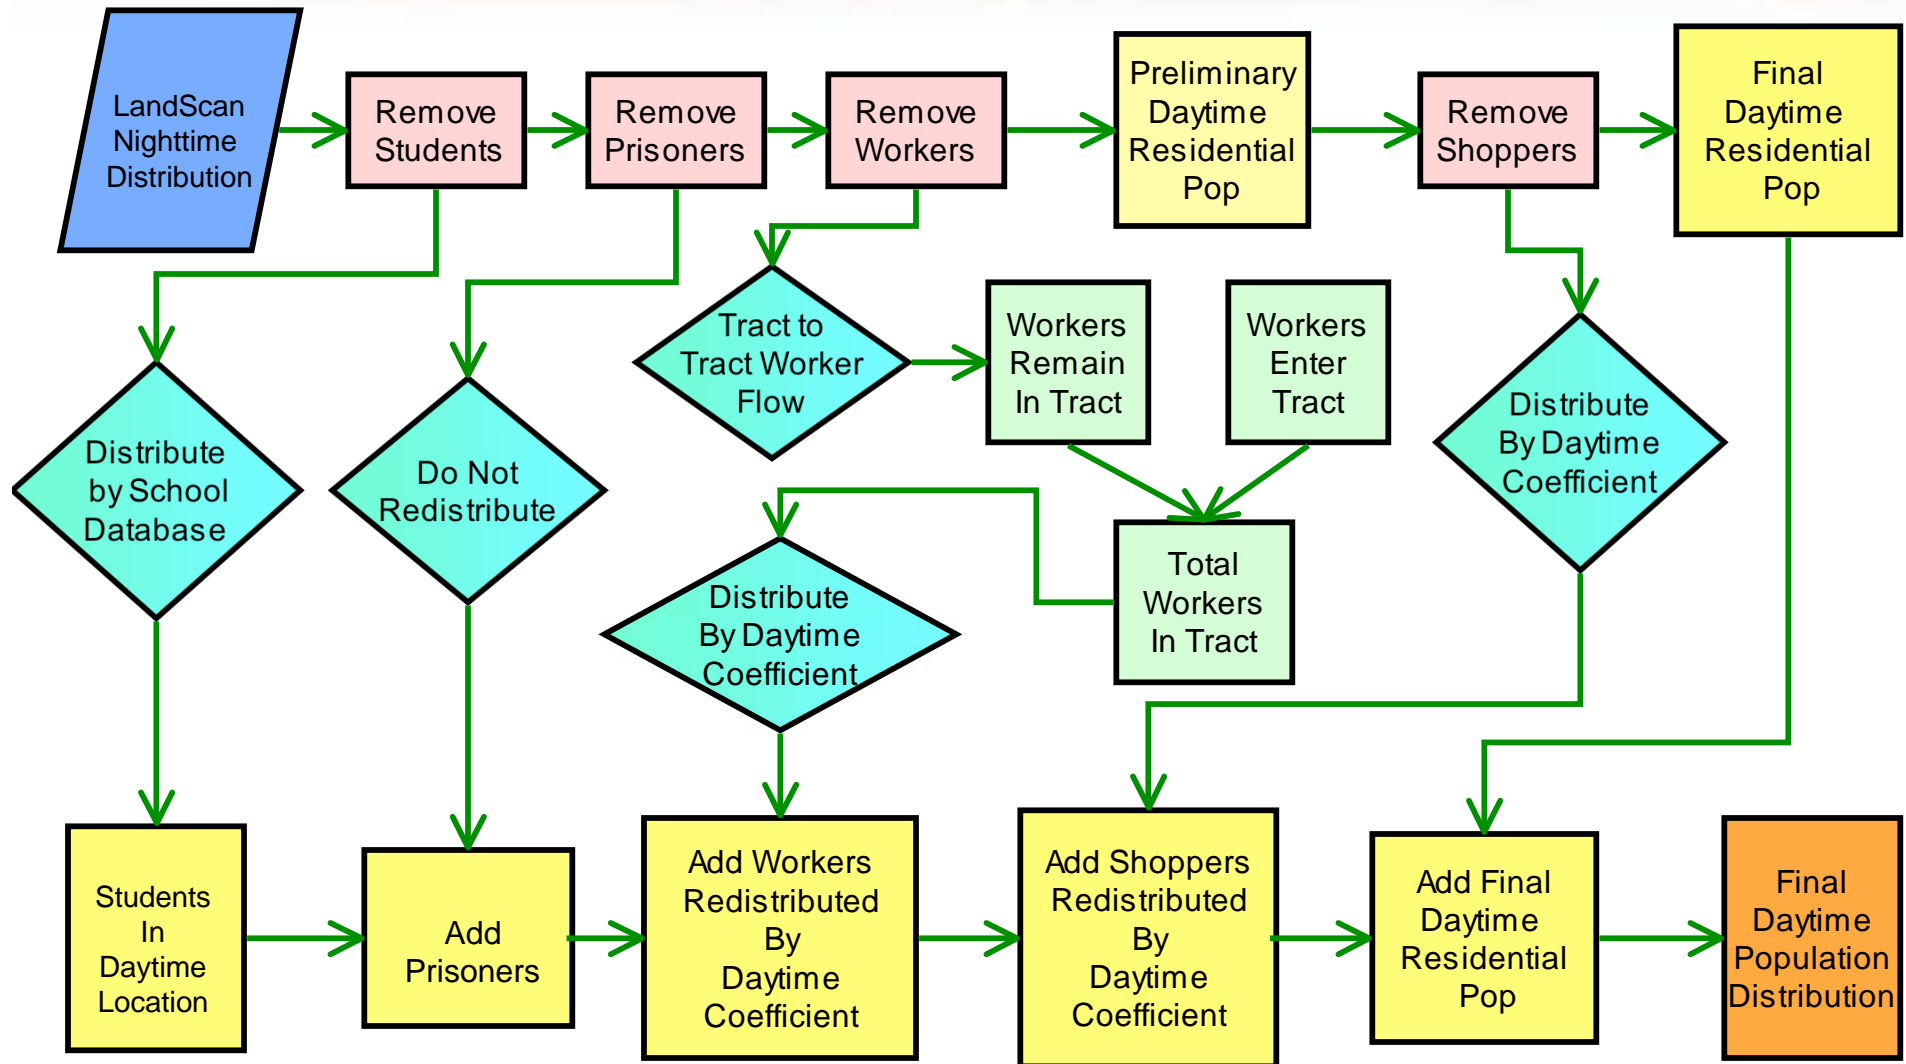 LandScan
Nighttime
Distribution
Remove
Students
Remove
Prisoners
Remove
Workers
Preliminary
Daytime
Residential
Pop
Remove
Shoppers
Final
Daytime
Residential
Pop
Tract to
Tract Worker
Flow
Workers
Remain
In Tract
Workers
Enter
Tract
Distribute
By Daytime
Coefficient
Distribute
by School
Database
Do Not
Redistribute
Distribute
By Daytime
Coefficient
Total
Workers
In Tract
Students
In
Daytime
Location
Add
Prisoners
Add Workers
Redistributed
By
Daytime
Coefficient
Add Shoppers
Redistributed
By
Daytime
Coefficient
Add Final
Daytime
Residential
Pop
Final
Daytime
Population
Distribution